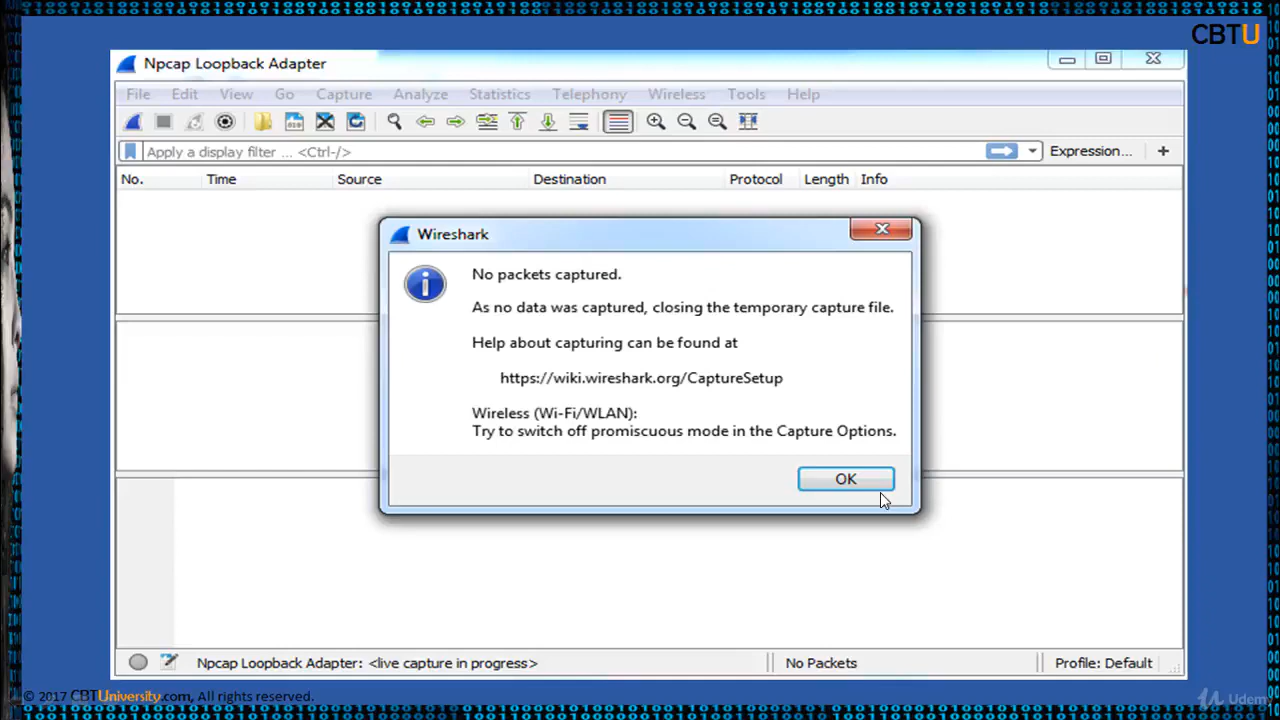 CBTU
Npcap Loopback Adapter
File Edit View Go Capture Analyze Statistics Telephony Wireless Tools Help
Apply a display filter ... <Ctrl-/> Expression... +
No. Time Source Destination Protocol Length Info
Wireshark
No packets captured.
As no data was captured, closing the temporary capture file.
Help about capturing can be found at
https://wiki.wireshark.org/CaptureSetup
Wireless (Wi-Fi/WLAN):
Try to switch off promiscuous mode in the Capture Options.
OK
Npcap Loopback Adapter: <live capture in progress> No Packets Profile: Default
© 2017 CBTUniversity.com, All rights reserved.
Udemy